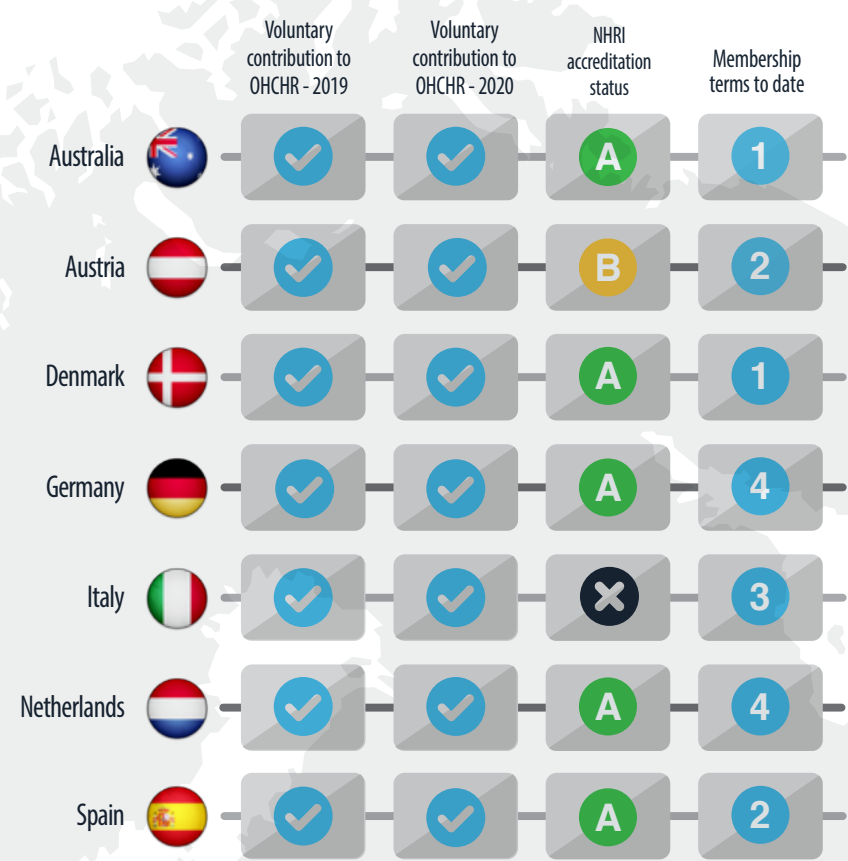 Voluntary
contribution to
OHCHR - 2019
Voluntary
contribution to
OHCHR - 2020
NHRI
accreditation
status
Membership
terms to date
Australia A 1
Austria B 2
Denmark A 1
Germany A 4
Italy 3
Netherlands A 4
Spain A 2